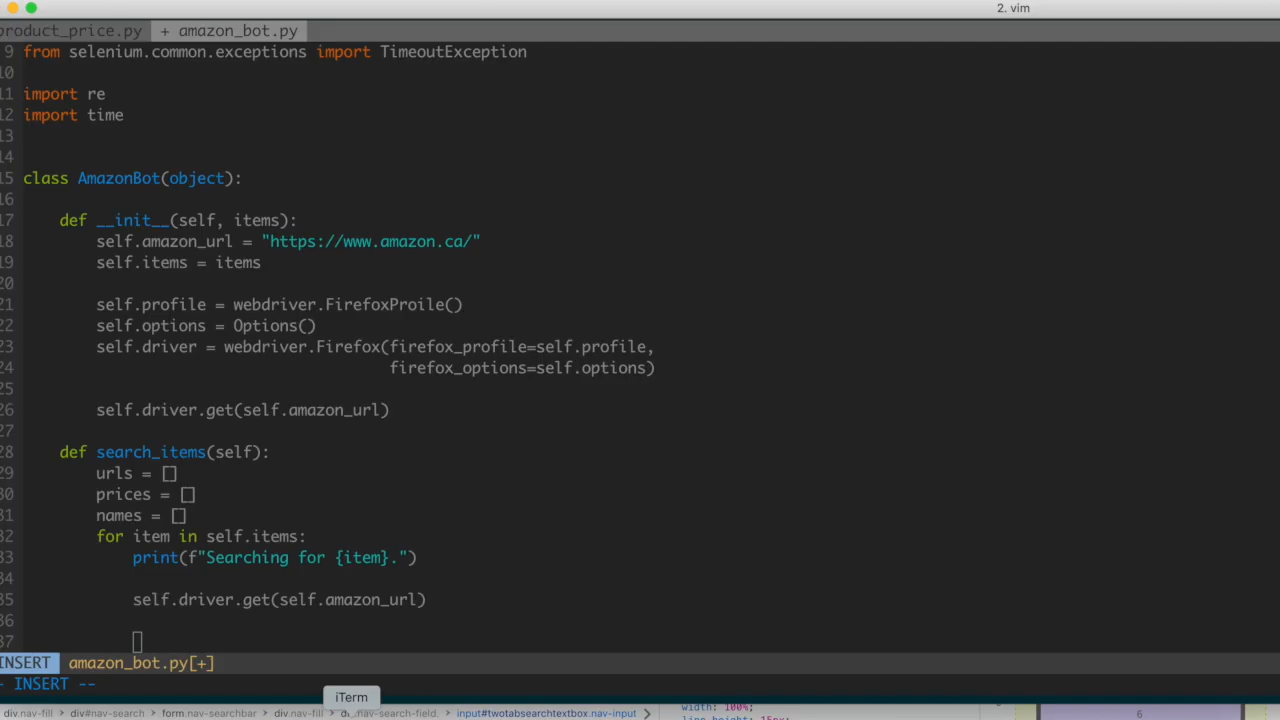 2. vim
product_price.py + amazon_bot.py
9 from selenium.common.exceptions import TimeoutException
10
11 import re
12 import time
13
14
15 class AmazonBot(object):
16
17     def __init__(self, items):
18         self.amazon_url = "https://www.amazon.ca/"
19         self.items = items
20
21         self.profile = webdriver.FirefoxProile()
22         self.options = Options()
23         self.driver = webdriver.Firefox(firefox_profile=self.profile,
24                                         firefox_options=self.options)
25
26         self.driver.get(self.amazon_url)
27
28     def search_items(self):
29         urls = []
30         prices = []
31         names = []
32         for item in self.items:
33             print(f"Searching for {item}.")
34
35             self.driver.get(self.amazon_url)
36
37
INSERT amazon_bot.py[+]
- INSERT --
iTerm
div.nav-fill > div#nav-search > form.nav-searchbar > div.nav-fill > div.nav-search-field > input#twotabsearchtextbox.nav-input
width: 100%;
line-height: 15px;
6